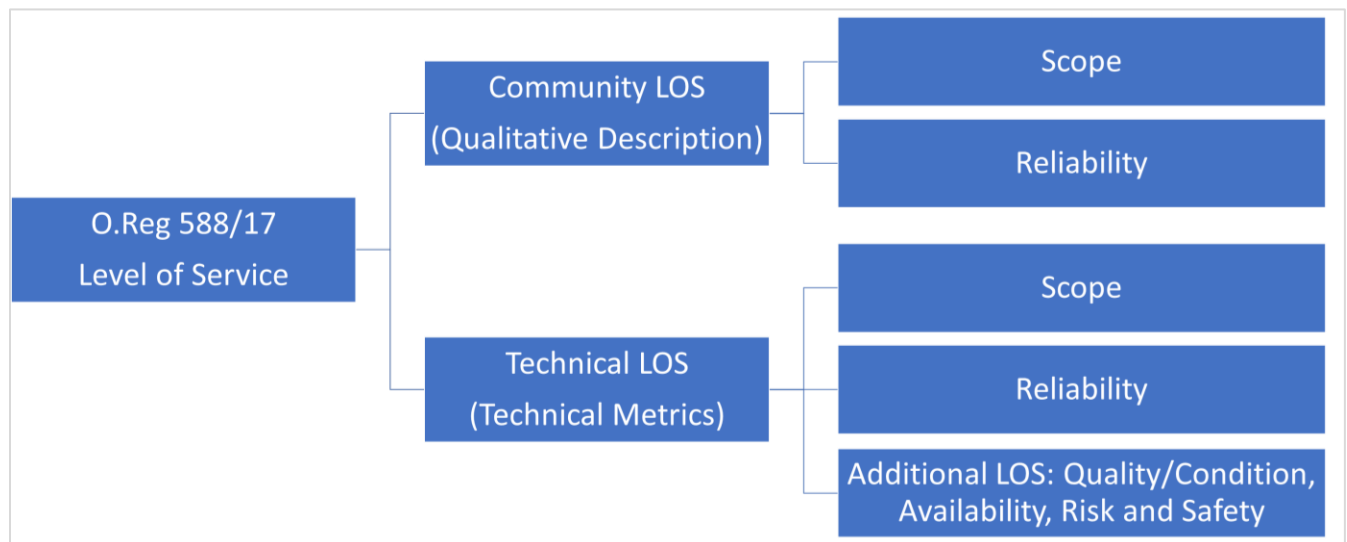 O.Reg 588/17
Level of Service
Community LOS
(Qualitative Description)
Scope
Reliability
Technical LOS
(Technical Metrics)
Scope
Reliability
Additional LOS: Quality/Condition,
Availability, Risk and Safety